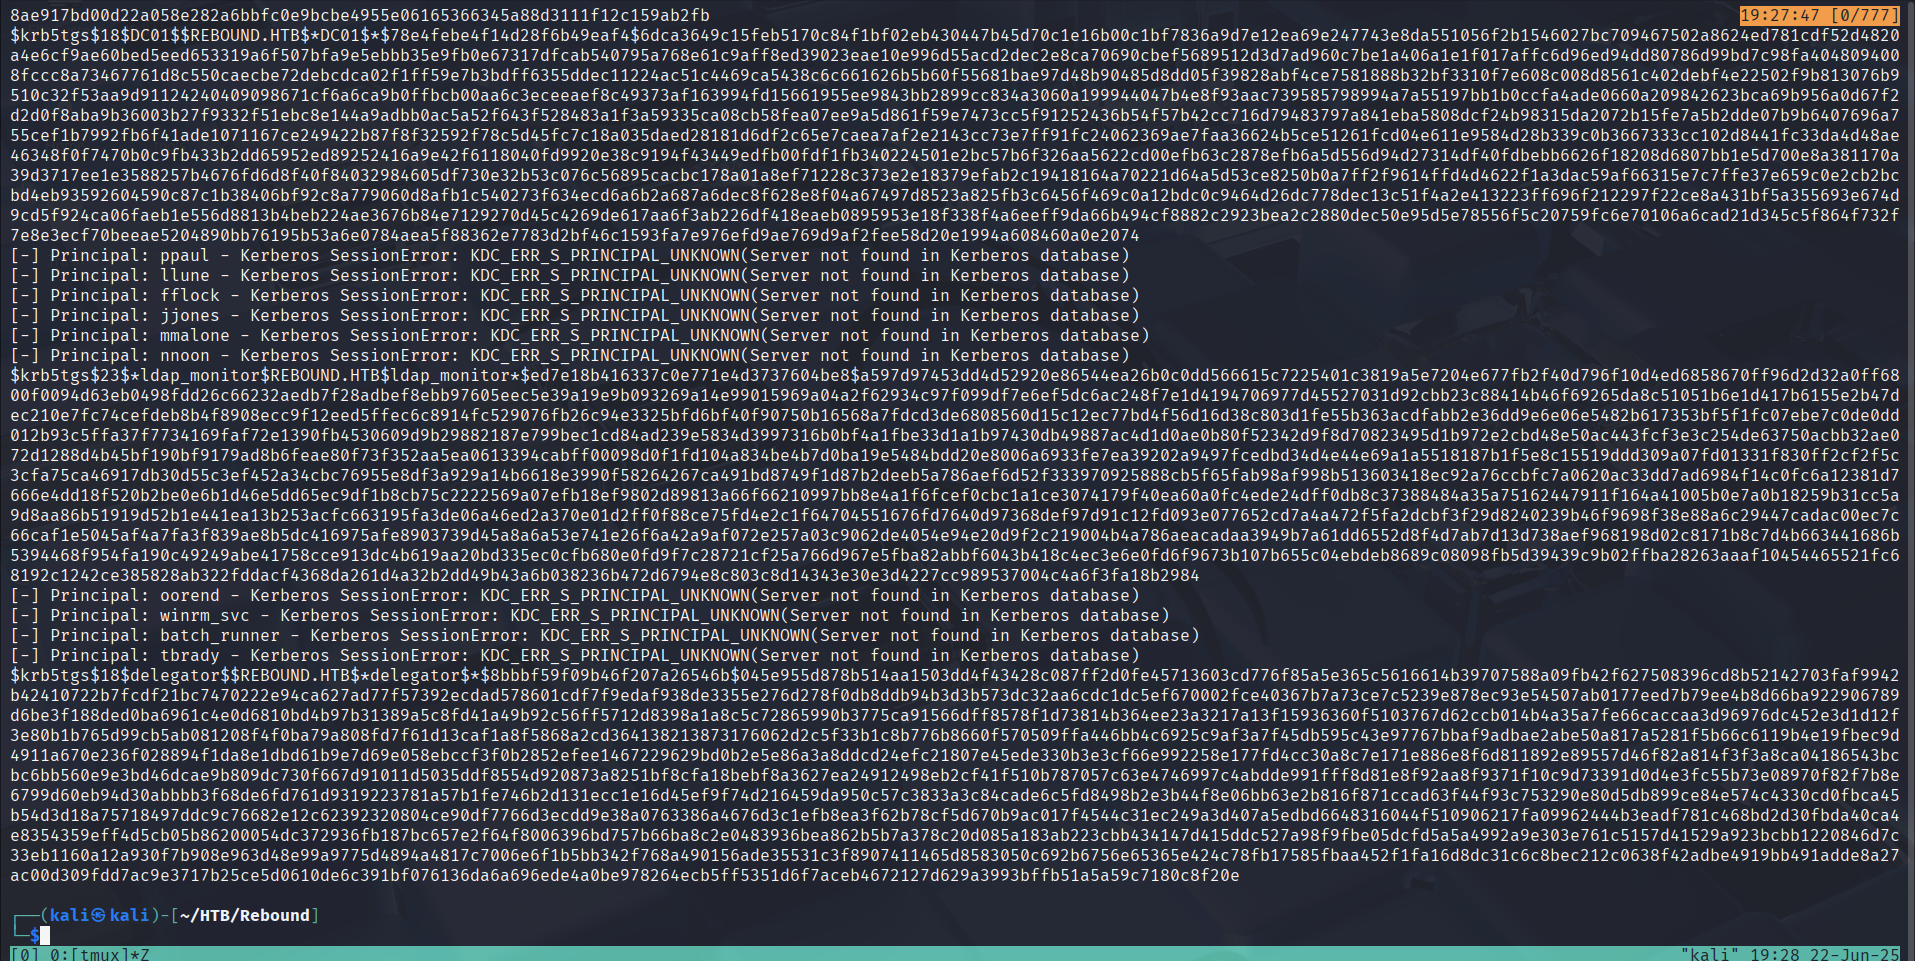 8ae917bd00d22a058e282a6bbfc0e9bcbe4955e06165366345a88d3111f12c159ab2fb
19:27:47 [0/777]
$krb5tgs$18$DC01$$REBOUND.HTB$*DC01$*$78e4febe4f14d28f6b49eaf4$6dca3649c15feb5170c84f1bf02eb430447b45d70c1e16b00c1bf7836a9d7e12ea69e247743e8da551056f2b1546027bc709467502a8624ed781cdf52d4820
a4e6cf9ae60bed5eed653319a6f507bfa9e5ebbb35e9fb0e67317dfcab540795a768e61c9aff8ed39023eae10e996d55acd2dec2e8ca70690cbef5689512d3d7ad960c7be1a406a1e1f017affc6d96ed94dd80786d99bd7c98fa404809400
8fccc8a73467761d8c550caecbe72debcdca02f1ff59e7b3bdff6355ddec11224ac51c4469ca5438c6c661626b5b60f55681bae97d48b90485d8dd05f39828abf4ce7581888b32bf3310f7e608c008d8561c402debf4e22502f9b813076b9
510c32f53aa9d91124240409098671cf6a6ca9b0ffbcb00aa6c3eceeaef8c49373af163994fd15661955ee9843bb2899cc834a3060a199944047b4e8f93aac739585798994a7a55197bb1b0ccfa4ade0660a209842623bca69b956a0d67f2
d2d0f8aba9b36003b27f9332f51ebc8e144a9adbb0ac5a52f643f528483a1f3a59335ca08cb58fea07ee9a5d861f59e7473cc5f91252436b54f57b42cc716d79483797a841eba5808dcf24b98315da2072b15fe7a5b2dde07b9b6407696a7
55cef1b7992fb6f41ade1071167ce249422b87f8f32592f78c5d45fc7c18a035daed28181d6df2c65e7caea7af2e2143cc73e7ff91fc24062369ae7faa36624b5ce51261fcd04e611e9584d28b339c0b3667333cc102d8441fc33da4d48ae
46348f0f7470b0c9fb433b2dd65952ed89252416a9e42f6118040fd9920e38c9194f43449edfb00fdf1fb340224501e2bc57b6f326aa5622cd00efb63c2878efb6a5d556d94d27314df40fdbebb6626f18208d6807bb1e5d700e8a381170a
39d3717ee1e3588257b4676fd6d8f40f84032984605df730e32b53c076c56895cacbc178a01a8ef71228c373e2e18379efab2c19418164a70221d64a5d53ce8250b0a7ff2f9614ffd4d4622f1a3dac59af66315e7c7ffe37e659c0e2cb2bc
bd4eb93592604590c87c1b38406bf92c8a779060d8afb1c540273f634ecd6a6b2a687a6dec8f628e8f04a67497d8523a825fb3c6456f469c0a12bdc0c9464d26dc778dec13c51f4a2e413223ff696f212297f22ce8a431bf5a355693e674d
9cd5f924ca06faeb1e556d8813b4beb224ae3676b84e7129270d45c4269de617aa6f3ab226df418eaeb0895953e18f338f4a6eeff9da66b494cf8882c2923bea2c2880dec50e95d5e78556f5c20759fc6e70106a6cad21d345c5f864f732f
7e8e3ecf70beeae5204890bb76195b53a6e0784aea5f88362e7783d2bf46c1593fa7e976efd9ae769d9af2fee58d20e1994a608460a0e2074
[-] Principal: ppaul - Kerberos SessionError: KDC_ERR_S_PRINCIPAL_UNKNOWN(Server not found in Kerberos database)
[-] Principal: llune - Kerberos SessionError: KDC_ERR_S_PRINCIPAL_UNKNOWN(Server not found in Kerberos database)
[-] Principal: fflock - Kerberos SessionError: KDC_ERR_S_PRINCIPAL_UNKNOWN(Server not found in Kerberos database)
[-] Principal: jjones - Kerberos SessionError: KDC_ERR_S_PRINCIPAL_UNKNOWN(Server not found in Kerberos database)
[-] Principal: mmalone - Kerberos SessionError: KDC_ERR_S_PRINCIPAL_UNKNOWN(Server not found in Kerberos database)
[-] Principal: nnoon - Kerberos SessionError: KDC_ERR_S_PRINCIPAL_UNKNOWN(Server not found in Kerberos database)
$krb5tgs$23$*ldap_monitor$REBOUND.HTB$ldap_monitor*$ed7e18b416337c0e771e4d3737604be8$a597d97453dd4d52920e86544ea26b0c0dd566615c7225401c3819a5e7204e677fb2f40d796f10d4ed6858670ff96d2d32a0ff68
00f0094d63eb0498fdd26c66232aedb7f28adbef8ebb97605eec5e39a19e9b093269a14e99015969a04a2f62934c97f099df7e6ef5dc6ac248f7e1d4194706977d45527031d92cbb23c88414b46f69265da8c51051b6e1d417b6155e2b47d
ec210e7fc74cefdeb8b4f8908ecc9f12eed5ffec6c8914fc529076fb26c94e3325bfd6bf40f90750b16568a7fdcd3de6808560d15c12ec77bd4f56d16d38c803d1fe55b363acdfabb2e36dd9e6e06e5482b617353bf5f1fc07ebe7c0de0dd
012b93c5ffa37f7734169faf72e1390fb4530609d9b29882187e799bec1cd84ad239e5834d3997316b0bf4a1fbe33d1a1b97430db49887ac4d1d0ae0b80f52342d9f8d70823495d1b972e2cbd48e50ac443fcf3e3c254de63750acbb32ae0
72d1288d4b45bf190bf9179ad8b6feae80f73f352aa5ea0613394cabff00098d0f1fd104a834be4b7d0ba19e5484bdd20e8006a6933fe7ea39202a9497fcedbd34d4e44e69a1a5518187b1f5e8c15519ddd309a07fd01331f830ff2cf2f5c
3cfa75ca46917db30d55c3ef452a34cbc76955e8df3a929a14b6618e3990f58264267ca491bd8749f1d87b2deeb5a786aef6d52f333970925888cb5f65fab98af998b513603418ec92a76ccbfc7a0620ac33dd7ad6984f14c0fc6a12381d7
666e4dd18f520b2be0e6b1d46e5dd65ec9df1b8cb75c2222569a07efb18ef9802d89813a66f66210997bb8e4a1f6fcef0cbc1a1ce3074179f40ea60a0fc4ede24dff0db8c37388484a35a75162447911f164a41005b0e7a0b18259b31cc5a
9d8aa86b51919d52b1e441ea13b253acfc663195fa3de06a46ed2a370e01d2ff0f88ce75fd4e2c1f64704551676fd7640d97368def97d91c12fd093e077652cd7a4a472f5fa2dcbf3f29d8240239b46f9698f38e88a6c29447cadac00ec7c
66caf1e5045af4a7fa3f839ae8b5dc416975afe8903739d45a8a6a53e741e26f6a42a9af072e257a03c9062de4054e94e20d9f2c219004b4a786aeacadaa3949b7a61dd6552d8f4d7ab7d13d738aef968198d02c8171b8c7d4b663441686b
5394468f954fa190c49249abe41758cce913dc4b619aa20bd335ec0cfb680e0fd9f7c28721cf25a766d967e5fba82abbf6043b418c4ec3e6e0fd6f9673b107b655c04ebdeb8689c08098fb5d39439c9b02ffba28263aaaf10454465521fc6
8192c1242ce385828ab322fddacf4368da261d4a32b2dd49b43a6b038236b472d6794e8c803c8d14343e30e3d4227cc989537004c4a6f3fa18b2984
[-] Principal: oorend - Kerberos SessionError: KDC_ERR_S_PRINCIPAL_UNKNOWN(Server not found in Kerberos database)
[-] Principal: winrm_svc - Kerberos SessionError: KDC_ERR_S_PRINCIPAL_UNKNOWN(Server not found in Kerberos database)
[-] Principal: batch_runner - Kerberos SessionError: KDC_ERR_S_PRINCIPAL_UNKNOWN(Server not found in Kerberos database)
[-] Principal: tbrady - Kerberos SessionError: KDC_ERR_S_PRINCIPAL_UNKNOWN(Server not found in Kerberos database)
$krb5tgs$18$delegator$$REBOUND.HTB$*delegator$*$8bbbf59f09b46f207a26546b$045e955d878b514aa1503dd4f43428c087ff2d0fe45713603cd776f85a5e365c5616614b39707588a09fb42f627508396cd8b52142703faf9942
b42410722b7fcdf21bc7470222e94ca627ad77f57392ecdad578601cdf7f9edaf938de3355e276d278f0db8ddb94b3d3b573dc32aa6cdc1dc5ef670002fce40367b7a73ce7c5239e878ec93e54507ab0177eed7b79ee4b8d66ba922906789
d6be3f188ded0ba6961c4e0d6810bd4b97b31389a5c8fd41a49b92c56ff5712d8398a1a8c5c72865990b3775ca91566dff8578f1d73814b364ee23a3217a13f15936360f5103767d62ccb014b4a35a7fe66caccaa3d96976dc452e3d1d12f
3e80b1b765d99cb5ab081208f4f0ba79a808fd7f61d13caf1a8f5868a2cd364138213873176062d2c5f33b1c8b776b8660f570509ffa446bb4c6925c9af3a7f45db595c43e97767bbaf9adbae2abe50a817a5281f5b66c6119b4e19fbec9d
4911a670e236f028894f1da8e1dbd61b9e7d69e058ebccf3f0b2852efee1467229629bd0b2e5e86a3a8ddcd24efc21807e45ede330b3e3cf66e992258e177fd4cc30a8c7e171e886e8f6d811892e89557d46f82a814f3f3a8ca04186543bc
bc6bb560e9e3bd46dcae9b809dc730f667d91011d5035ddf8554d920873a8251bf8cfa18bebf8a3627ea24912498eb2cf41f510b787057c63e4746997c4abdde991fff8d81e8f92aa8f9371f10c9d73391d0d4e3fc55b73e08970f82f7b8e
6799d60eb94d30abbbb3f68de6fd761d9319223781a57b1fe746b2d131ecc1e16d45ef9f74d216459da950c57c3833a3c84cade6c5fd8498b2e3b44f8e06bb63e2b816f871ccad63f44f93c753290e80d5db899ce84e574c4330cd0fbca45
b54d3d18a75718497ddc9c76682e12c62392320804ce90df7766d3ecdd9e38a0763386a4676d3c1efb8ea3f62b78cf5d670b9ac017f4544c31ec249a3d407a5edbd6648316044f510906217fa09962444b3eadf781c468bd2d30fbda40ca4
e8354359eff4d5cb05b86200054dc372936fb187bc657e2f64f8006396bd757b66ba8c2e0483936bea862b5b7a378c20d085a183ab223cbb434147d415ddc527a98f9fbe05dcfd5a5a4992a9e303e761c5157d41529a923bcbb1220846d7c
33eb1160a12a930f7b908e963d48e99a9775d4894a4817c7006e6f1b5bb342f768a490156ade35531c3f8907411465d8583050c692b6756e65365e424c78fb17585fbaa452f1fa16d8dc31c6c8bec212c0638f42adbe4919bb491adde8a27
ac00d309fdd7ac9e3717b25ce5d0610de6c391bf076136da6a696ede4a0be978264ecb5ff5351d6f7aceb4672127d629a3993bffb51a5a59c7180c8f20e
┌──(kali㉿kali)-[~/HTB/Rebound]
└─$
[0] 0:[tmux]*Z
"kali" 19:28 22-Jun-25